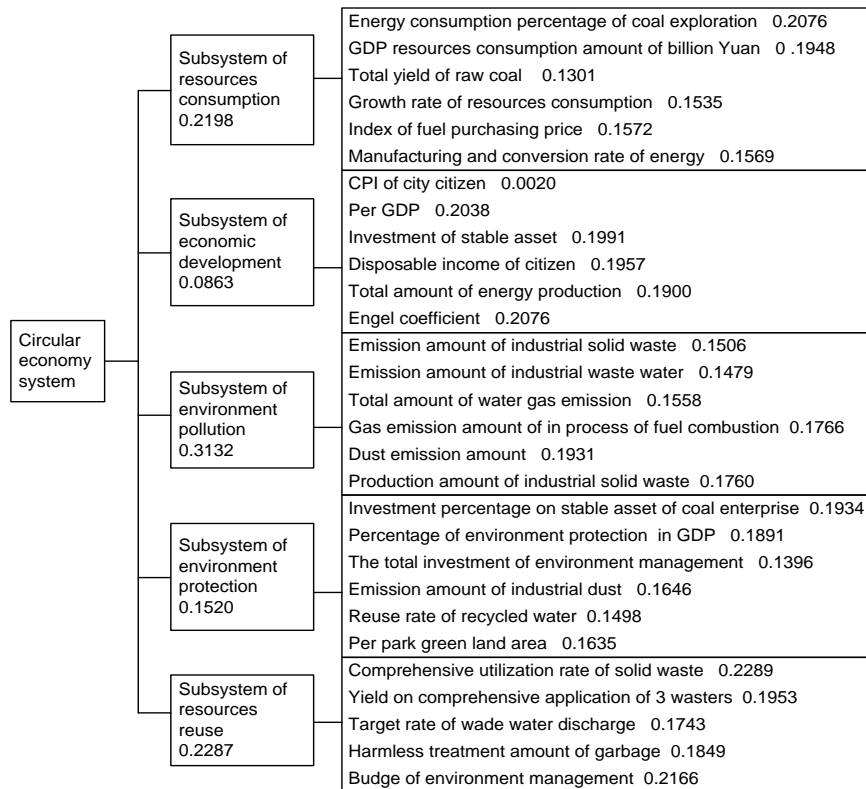 Circular
economy
system
Subsystem of
resources
consumption
0.2198
Energy consumption percentage of coal exploration 0.2076
GDP resources consumption amount of billion Yuan 0 .1948
Total yield of raw coal 0.1301
Growth rate of resources consumption 0.1535
Index of fuel purchasing price 0.1572
Manufacturing and conversion rate of energy 0.1569
Subsystem of
economic
development
0.0863
CPI of city citizen 0.0020
Per GDP 0.2038
Investment of stable asset 0.1991
Disposable income of citizen 0.1957
Total amount of energy production 0.1900
Engel coefficient 0.2076
Subsystem of
environment
pollution
0.3132
Emission amount of industrial solid waste 0.1506
Emission amount of industrial waste water 0.1479
Total amount of water gas emission 0.1558
Gas emission amount of in process of fuel combustion 0.1766
Dust emission amount 0.1931
Production amount of industrial solid waste 0.1760
Subsystem of
environment
protection
0.1520
Investment percentage on stable asset of coal enterprise 0.1934
Percentage of environment protection in GDP 0.1891
The total investment of environment management 0.1396
Emission amount of industrial dust 0.1646
Reuse rate of recycled water 0.1498
Per park green land area 0.1635
Subsystem of
resources
reuse
0.2287
Comprehensive utilization rate of solid waste 0.2289
Yield on comprehensive application of 3 wasters 0.1953
Target rate of wade water discharge 0.1743
Harmless treatment amount of garbage 0.1849
Budge of environment management 0.2166